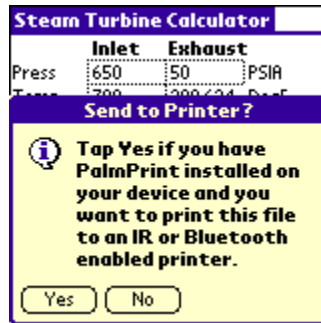 Steam Turbine Calculator
Inlet Exhaust
Press 650 50 PSIA
Send to Printer?
Tap Yes if you have
PalmPrint installed on
your device and you
want to print this file
to an IR or Bluetooth
enabled printer.
Yes No